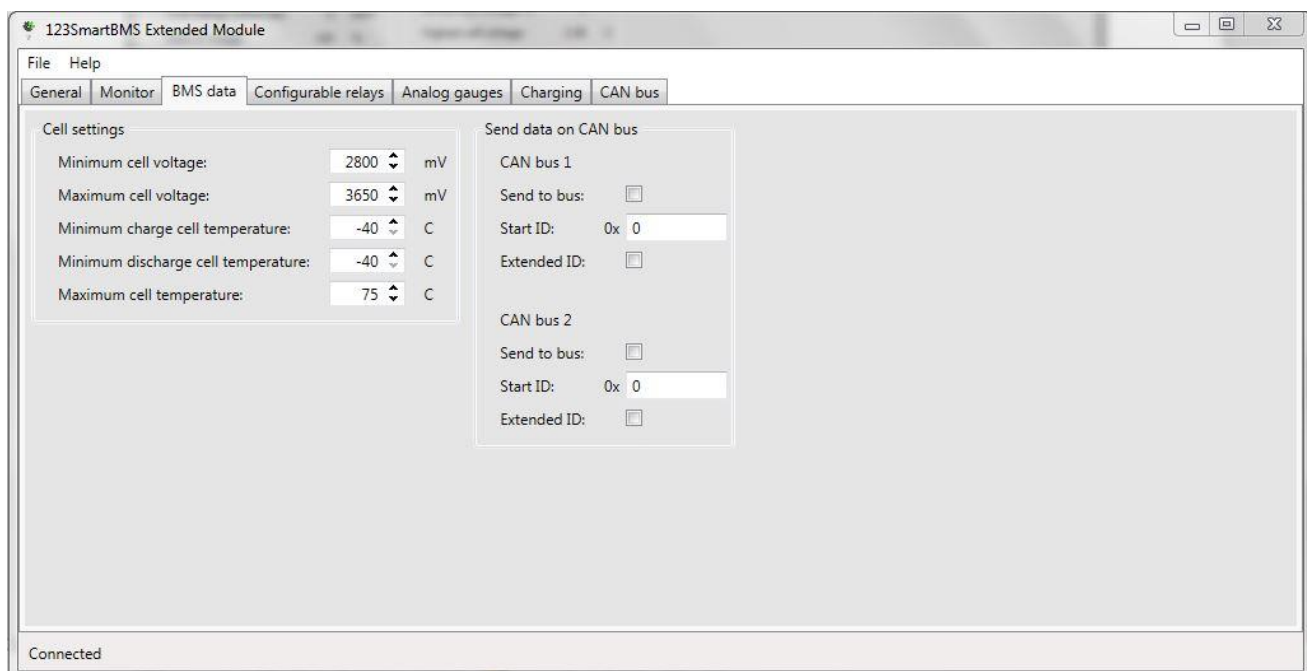 123SmartBMS Extended Module
File Help
General Monitor BMS data Configurable relays Analog gauges Charging CAN bus
Cell settings
Minimum cell voltage: 2800 mV
Maximum cell voltage: 3650 mV
Minimum charge cell temperature: -40 C
Minimum discharge cell temperature: -40 C
Maximum cell temperature: 75 C
Send data on CAN bus
CAN bus 1
Send to bus:
Start ID: 0x 0
Extended ID:
CAN bus 2
Send to bus:
Start ID: 0x 0
Extended ID:
Connected